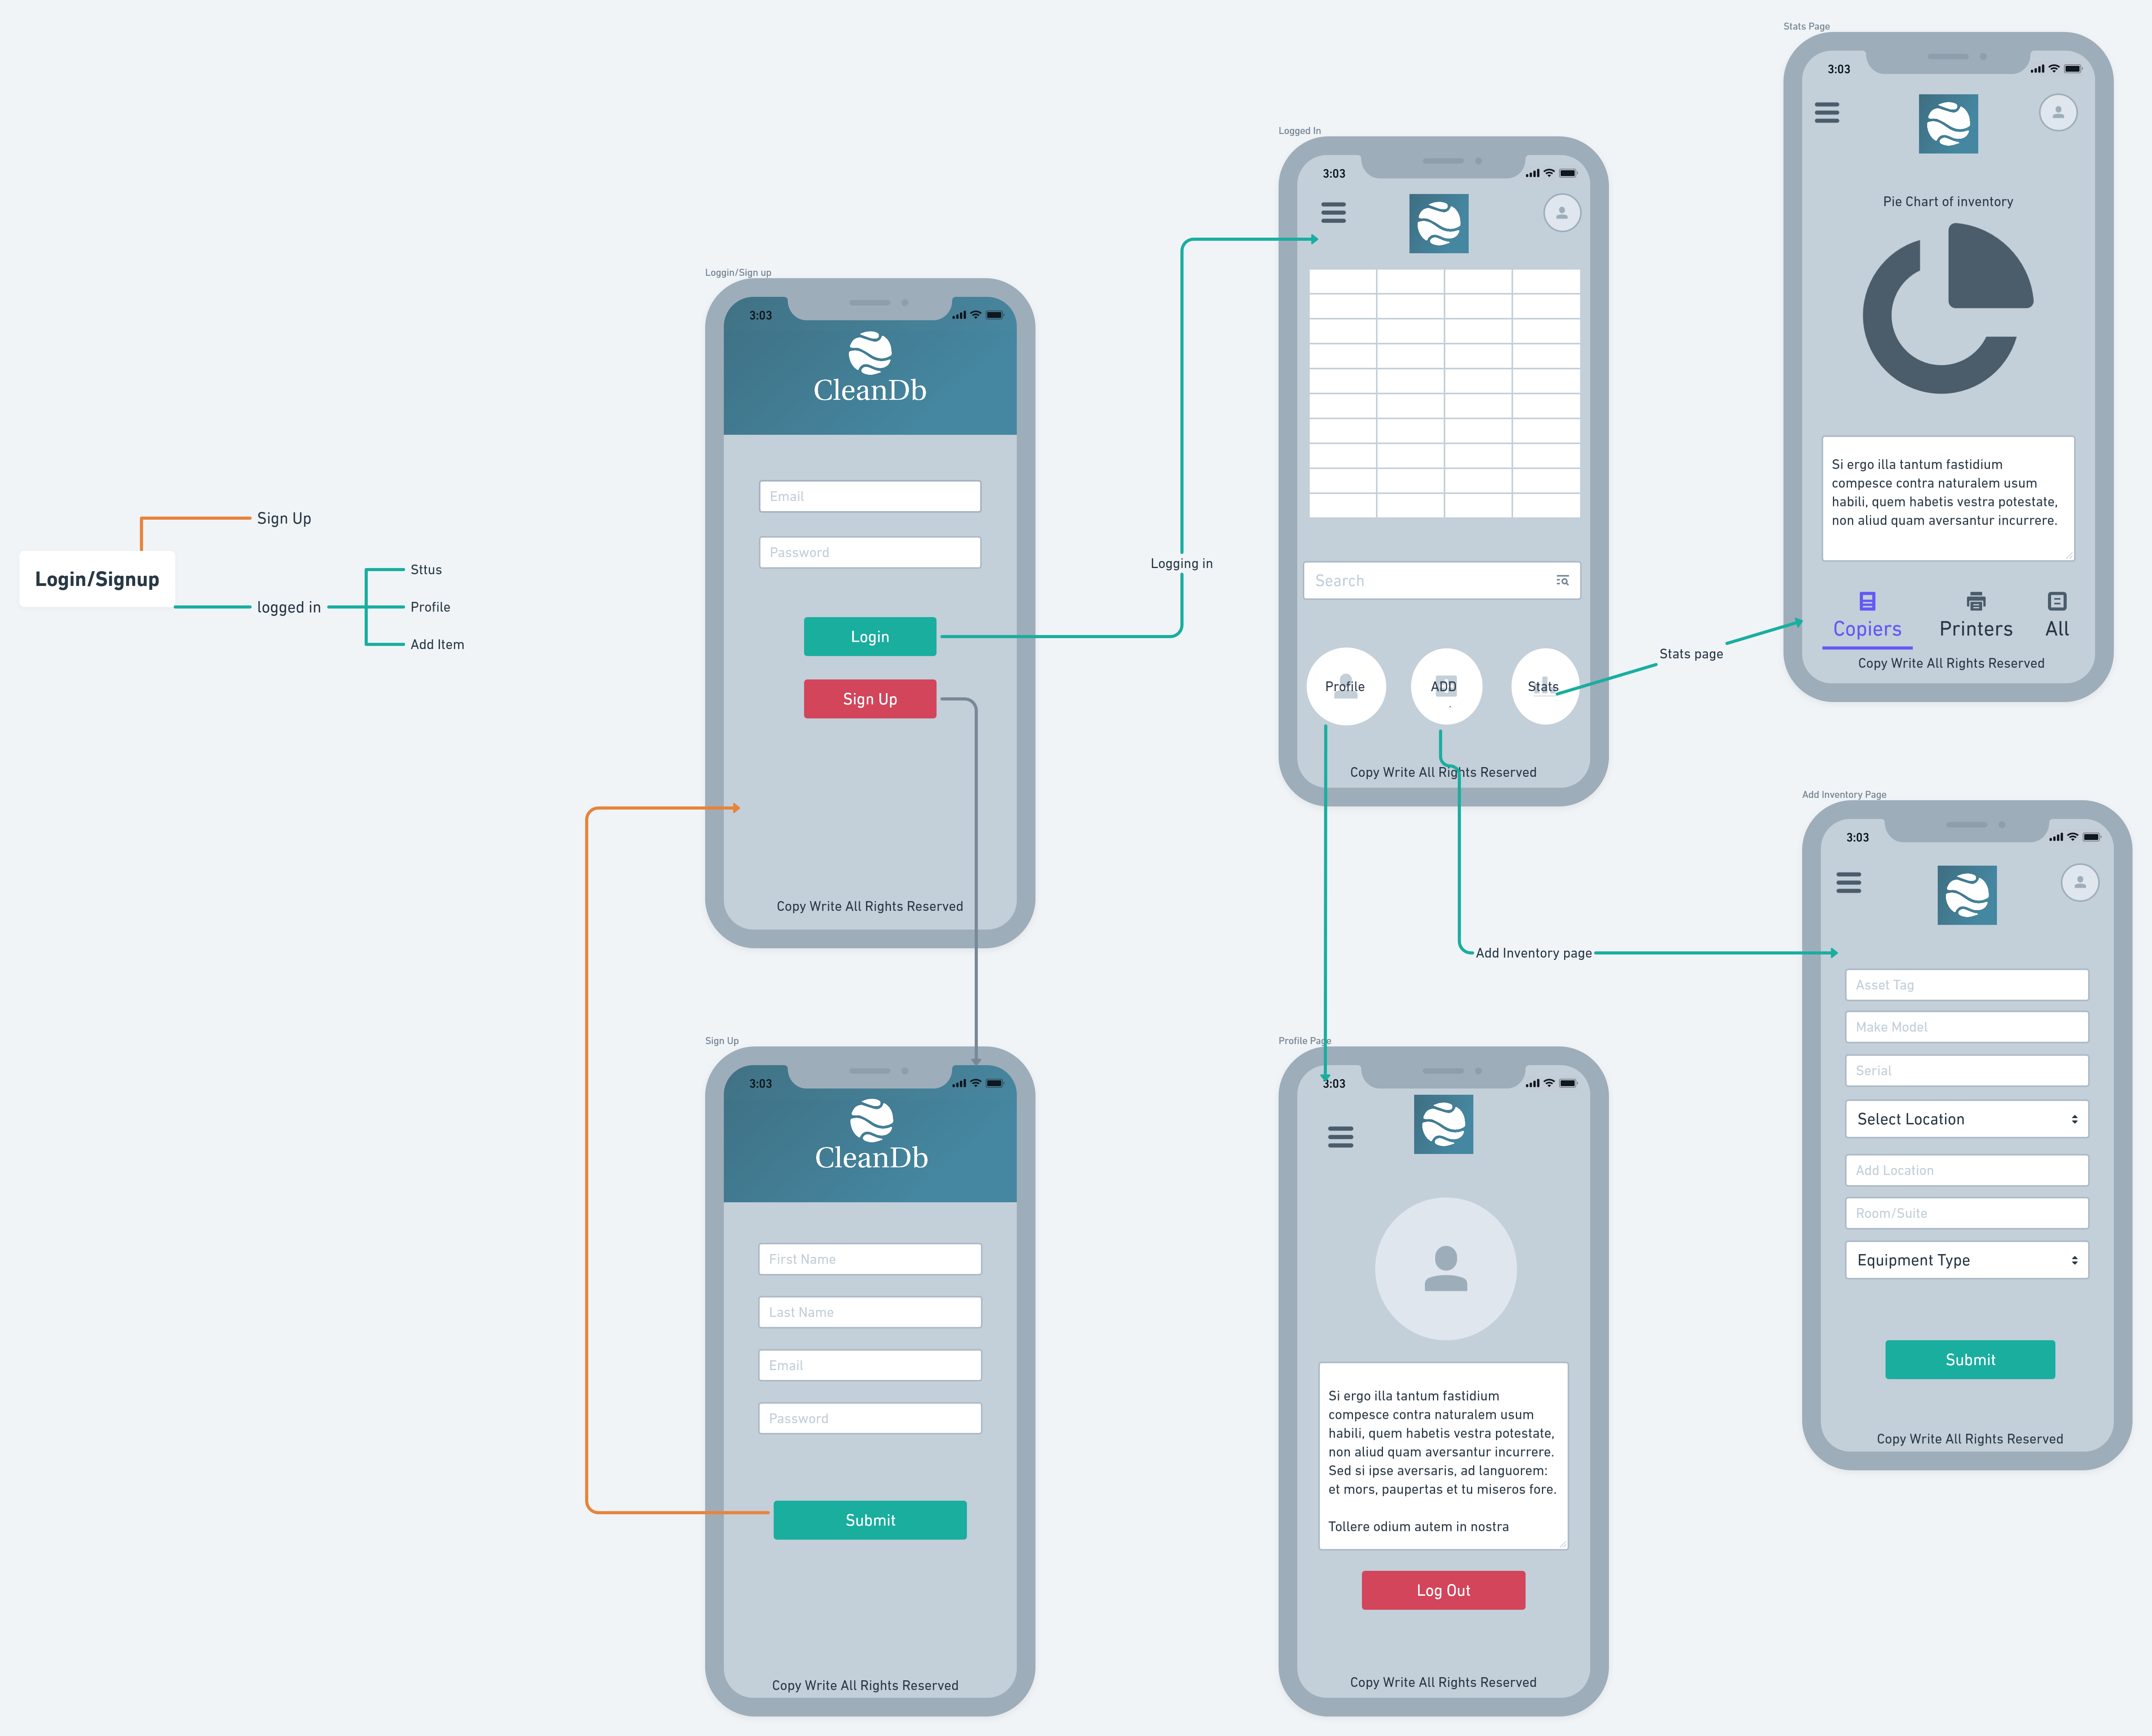 Login/Signup
Sign Up
logged in
Sttus
Profile
Add Item
Loggin/Sign up
3:03
CleanDb
Email
Password
Login
Sign Up
Copy Write All Rights Reserved
Sign Up
3:03
CleanDb
First Name
Last Name
Email
Password
Submit
Copy Write All Rights Reserved
Logging in
Logged In
3:03
Search
Profile
ADD
Stats
Copy Write All Rights Reserved
Profile Page
3:03
Si ergo illa tantum fastidium
compesce contra naturalem usum
habili, quem habetis vestra potestate,
non aliud quam aversantur incurrere.
Sed si ipse aversaris, ad languorem:
et mors, paupertas et tu miseros fore.
Tollere odium autem in nostra
Log Out
Copy Write All Rights Reserved
Stats page
Stats Page
3:03
Pie Chart of inventory
Si ergo illa tantum fastidium
compesce contra naturalem usum
habili, quem habetis vestra potestate,
non aliud quam aversantur incurrere.
Copiers
Printers
All
Copy Write All Rights Reserved
Add Inventory page
Add Inventory Page
3:03
Asset Tag
Make Model
Serial
Select Location
Add Location
Room/Suite
Equipment Type
Submit
Copy Write All Rights Reserved